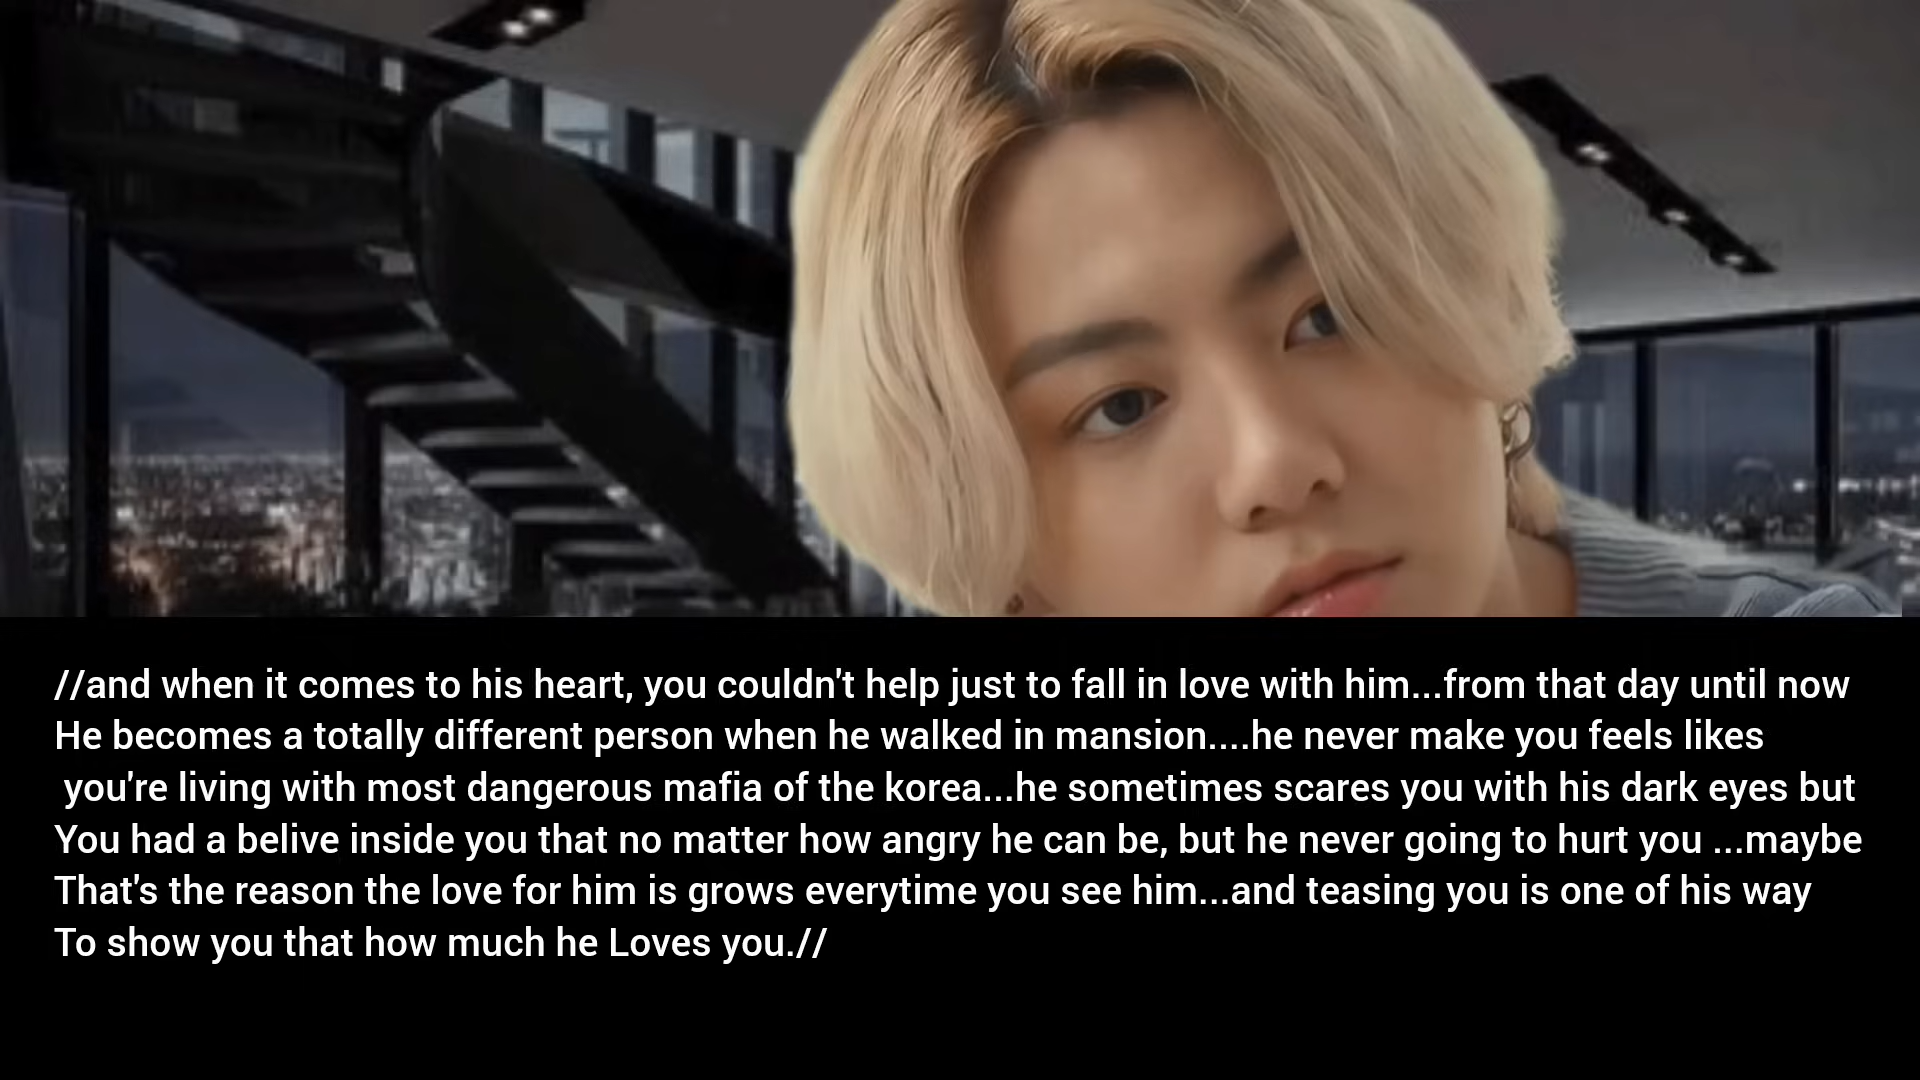 //and when it comes to his heart, you couldn't help just to fall in love with him...from that day until now
He becomes a totally different person when he walked in mansion....he never make you feels likes
you're living with most dangerous mafia of the korea...he sometimes scares you with his dark eyes but
You had a belive inside you that no matter how angry he can be, but he never going to hurt you ...maybe
That's the reason the love for him is grows everytime you see him...and teasing you is one of his way
To show you that how much he Loves you.//